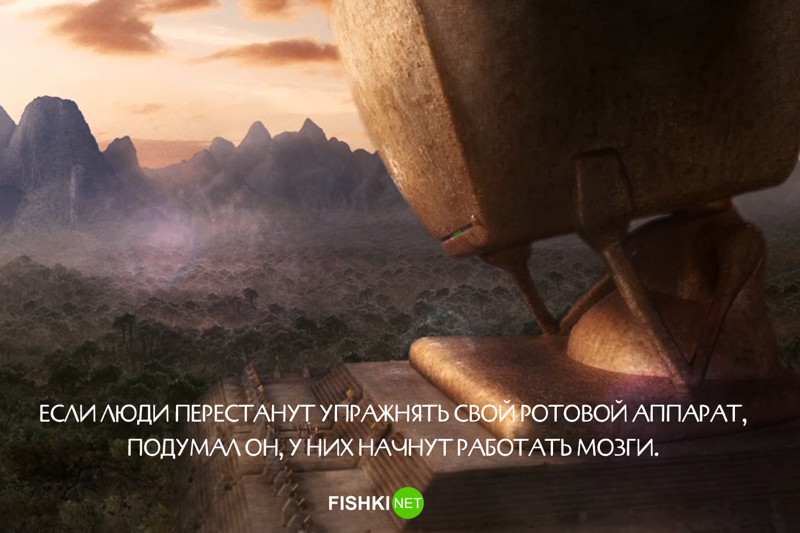 ЕСЛИ ЛЮДИ ПЕРЕСТАНУТ УПРАЖНЯТЬ СВОЙ РОТОВОЙ АППАРАТ,
ПОДУМАЛ ОН, У НИХ НАЧНУТ РАБОТАТЬ МОЗГИ.
FISHKI NET